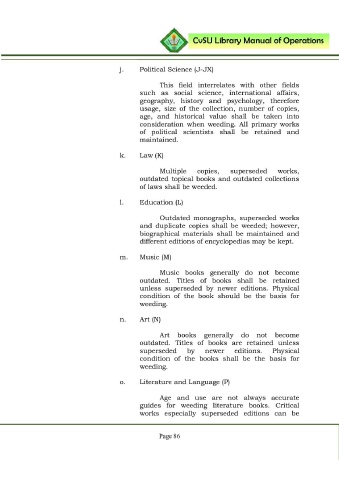 CvSU Library Manual of Operations
j. Political Science (J-JX)
This field interrelates with other fields
such as social science, international affairs,
geography, history and psychology, therefore
usage, size of the collection, number of copies,
age, and historical value shall be taken into
consideration when weeding. All primary works
of political scientists shall be retained and
maintained.
k. Law (K)
Multiple copies, superseded works,
outdated topical books and outdated collections
of laws shall be weeded.
l. Education (L)
Outdated monographs, superseded works
and duplicate copies shall be weeded; however,
biographical materials shall be maintained and
different editions of encyclopedias may be kept.
m. Music (M)
Music books generally do not become
outdated. Titles of books shall be retained
unless superseded by newer editions. Physical
condition of the book should be the basis for
weeding.
n. Art (N)
Art books generally do not become
outdated. Titles of books are retained unless
superseded by newer editions. Physical
condition of the books shall be the basis for
weeding.
o. Literature and Language (P)
Age and use are not always accurate
guides for weeding literature books. Critical
works especially superseded editions can be
Page 86